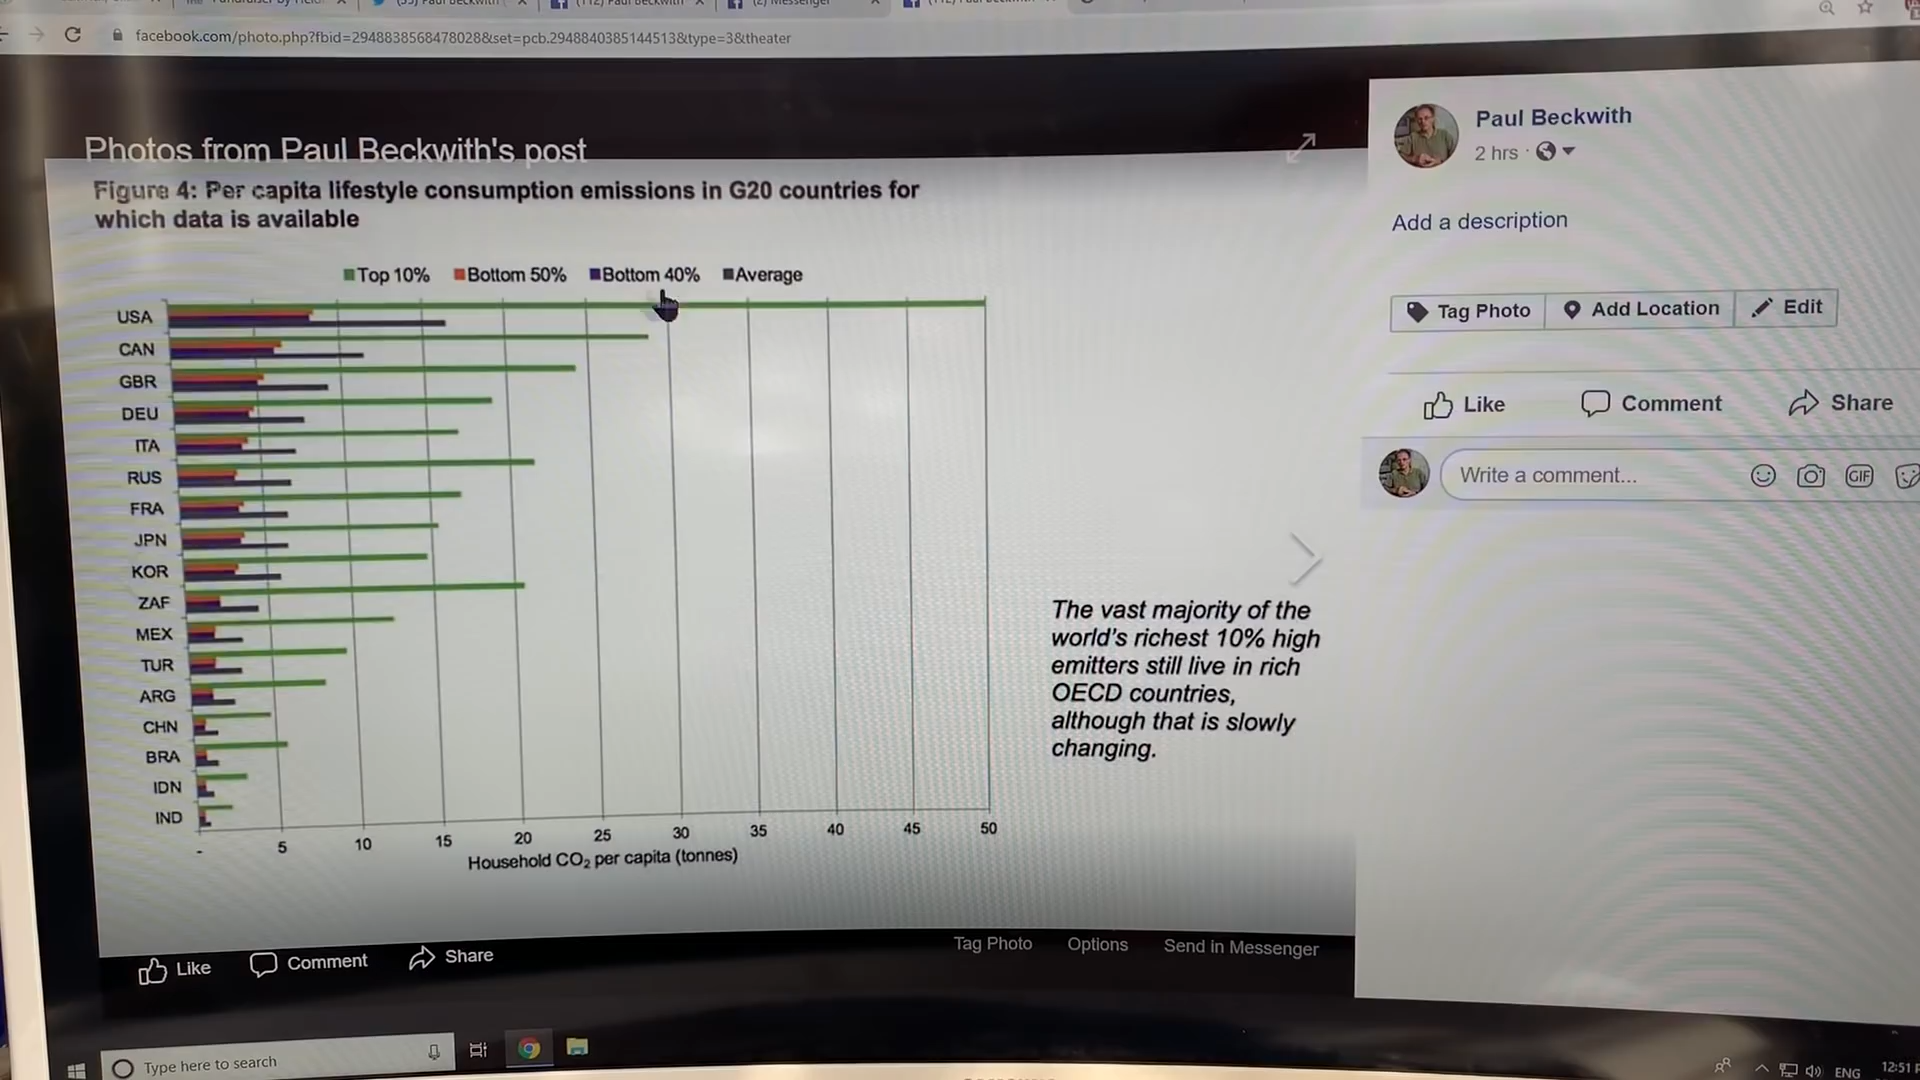 (2) Messenger
facebook.com/photo.php?fbid=2948838568478028&set=pcb.2948840385144513&type=3&theater
Photos from Paul Beckwith's post
Figure 4: Per capita lifestyle consumption emissions in G20 countries for
which data is available
Top 10% Bottom 50% Bottom 40% Average
USA
CAN
GBR
DEU
ITA
RUS
FRA
JPN
KOR
ZAF
MEX
TUR
ARG
CHN
BRA
IDN
IND
- 5 10 15 20 25 30 35 40 45 50
Household CO₂ per capita (tonnes)
The vast majority of the
world's richest 10% high
emitters still live in rich
OECD countries,
although that is slowly
changing.
Like Comment Share
Tag Photo Options Send in Messenger
Paul Beckwith
2 hrs ·
Add a description
Tag Photo Add Location Edit
Like Comment Share
Write a comment...
GIF
Type here to search
ENG
12:51